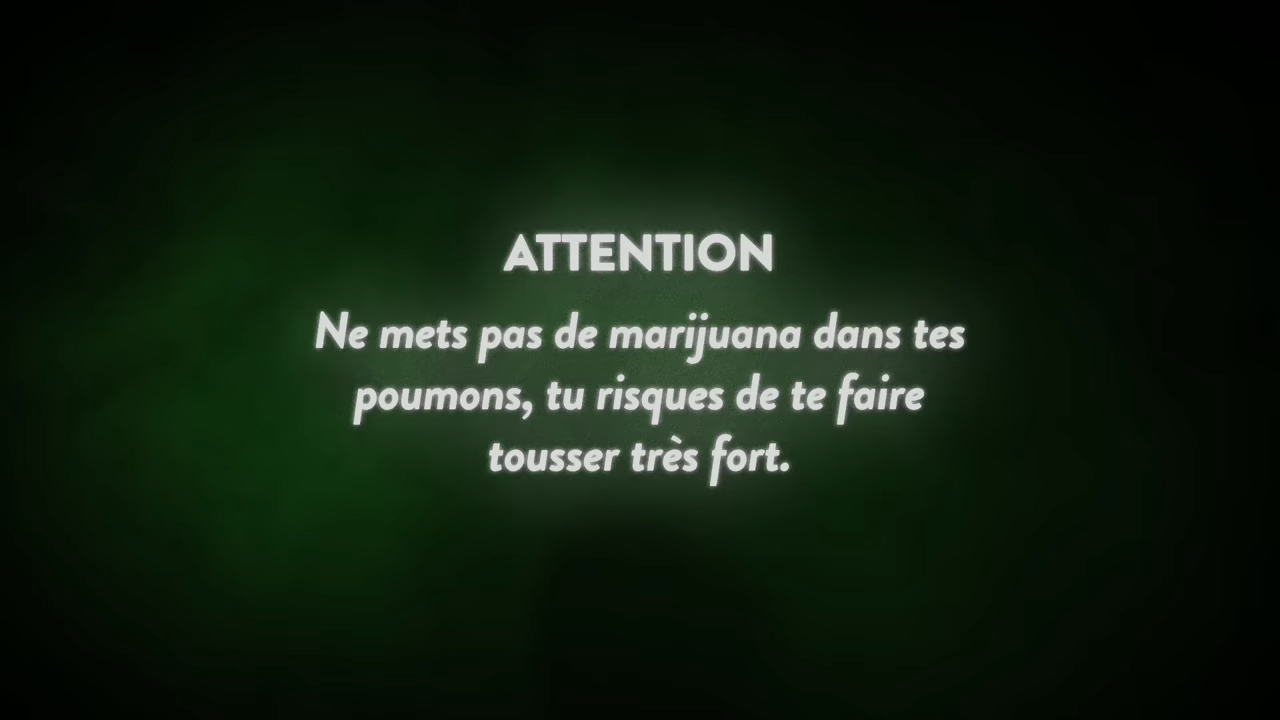 ATTENTION
Ne mets pas de marijuana dans tes
poumons, tu risques de te faire
tousser très fort.